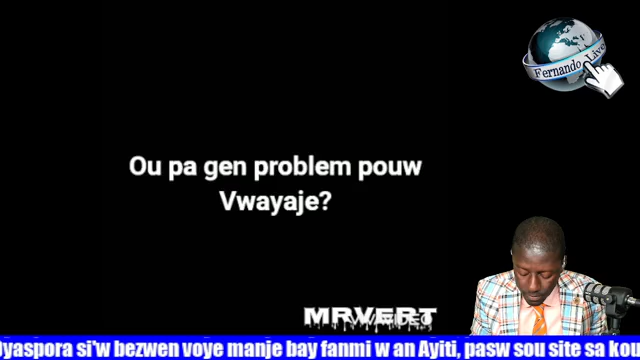 Fernando Live
Ou pa gen problem pouw
Vwayaje?
MRVERT
Dyaspora si'w bezwen voye manje bay fanmi w an Ayiti, pasw sou site sa kou